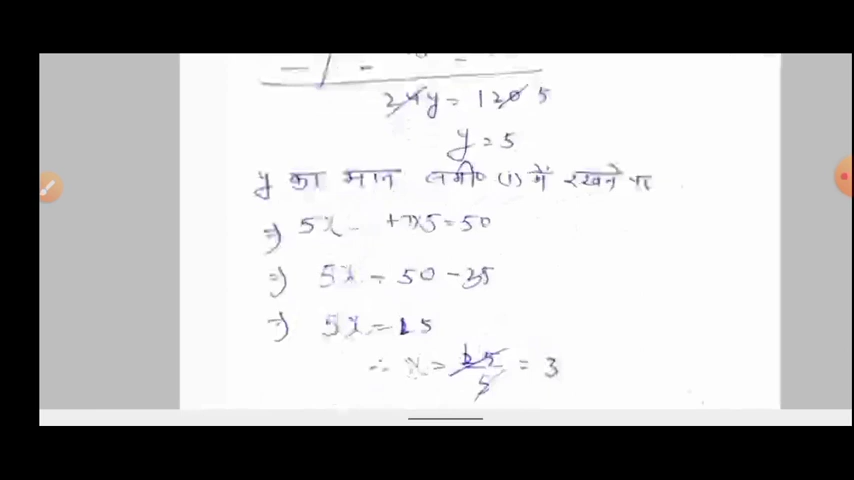 24y = 120 5
y = 5
y का मान समी० (1) में रखने पर
⇒ 5x + 7×5 = 50
⇒ 5x = 50 - 35
⇒ 5x = 15
∴ x = 15/5 = 3